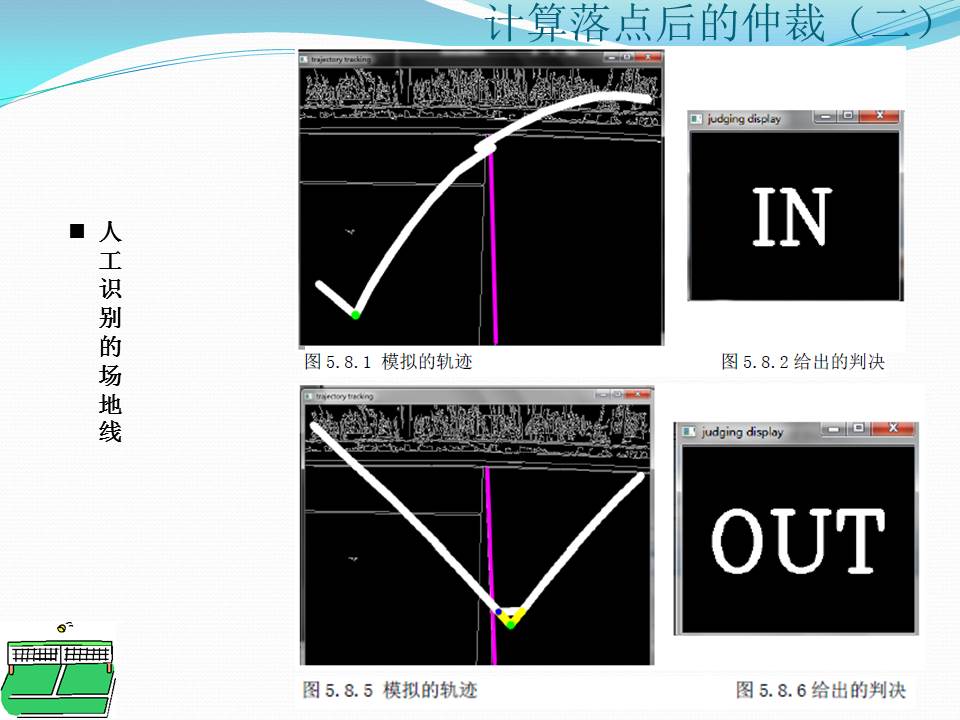 计算落点后的仲裁（二）
trajectory tracking
judging display
IN
图 5.8.1 模拟的轨迹
图 5.8.2 给出的判决
人工识别的场地线
trajectory tracking
judging display
OUT
图 5.8.5 模拟的轨迹
图 5.8.6 给出的判决